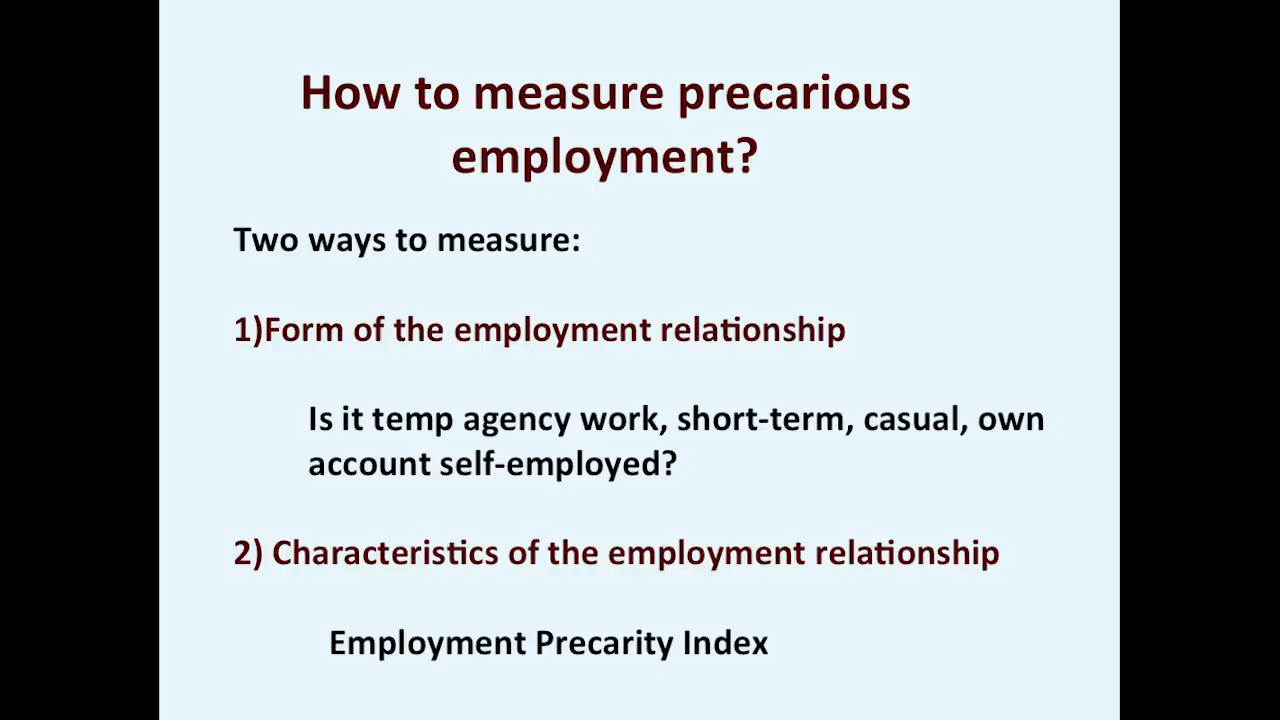 How to measure precarious
employment?
Two ways to measure:
1)Form of the employment relationship
Is it temp agency work, short-term, casual, own
account self-employed?
2) Characteristics of the employment relationship
Employment Precarity Index